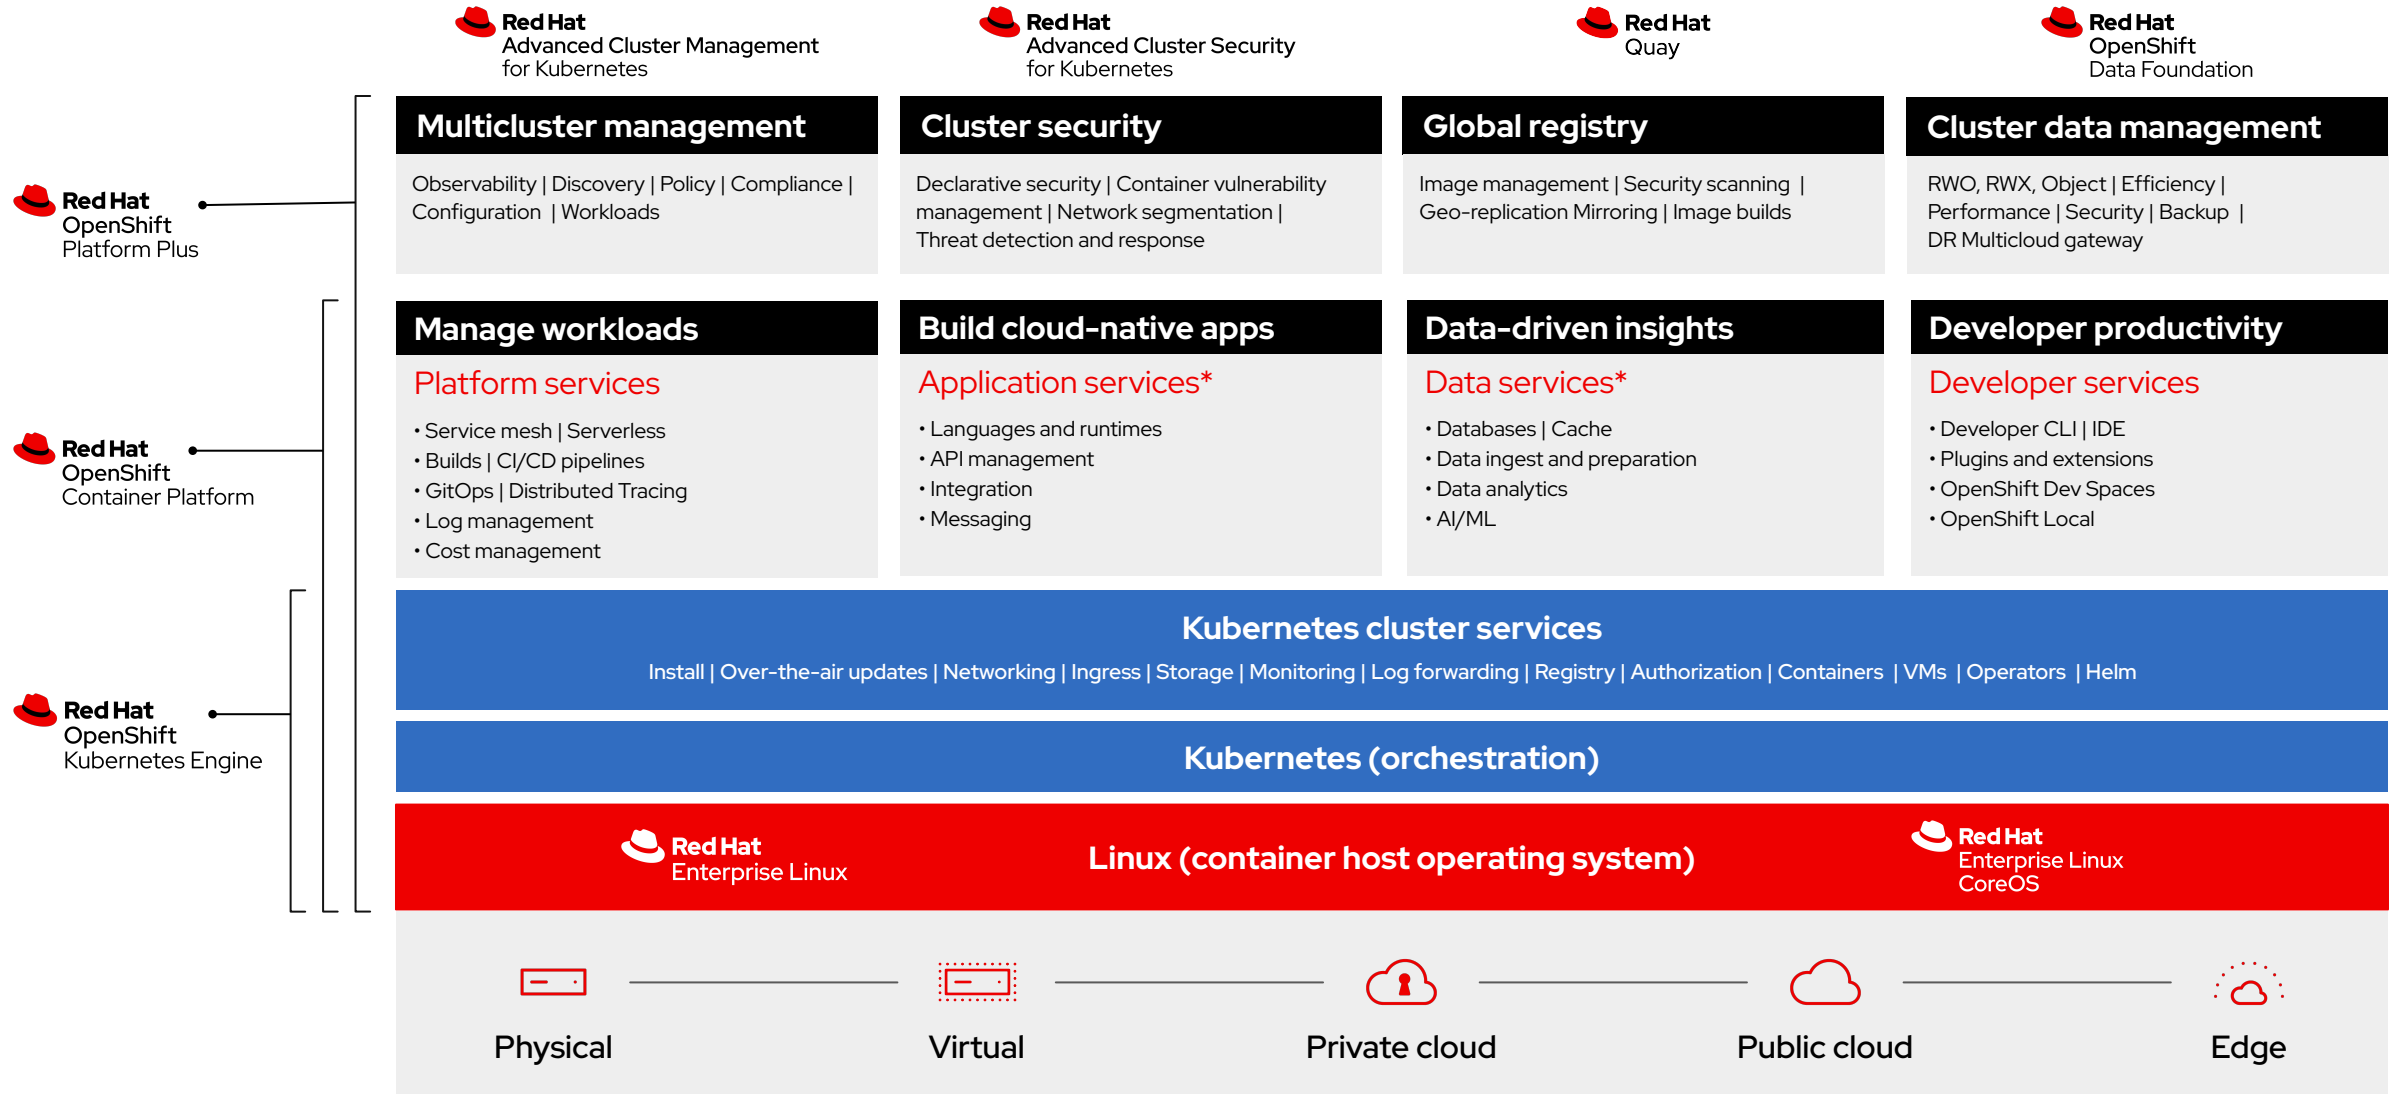 Red Hat
Advanced Cluster Management
for Kubernetes
Red Hat
Advanced Cluster Security
for Kubernetes
Red Hat
Quay
Red Hat
OpenShift
Data Foundation
Red Hat
OpenShift
Platform Plus
Multicluster management
Observability | Discovery | Policy | Compliance |
Configuration | Workloads
Cluster security
Declarative security | Container vulnerability
management | Network segmentation |
Threat detection and response
Global registry
Image management | Security scanning |
Geo-replication Mirroring | Image builds
Cluster data management
RWO, RWX, Object | Efficiency |
Performance | Security | Backup |
DR Multicloud gateway
Red Hat
OpenShift
Container Platform
Manage workloads
Platform services
• Service mesh | Serverless
• Builds | CI/CD pipelines
• GitOps | Distributed Tracing
• Log management
• Cost management
Build cloud-native apps
Application services*
• Languages and runtimes
• API management
• Integration
• Messaging
Data-driven insights
Data services*
• Databases | Cache
• Data ingest and preparation
• Data analytics
• AI/ML
Developer productivity
Developer services
• Developer CLI | IDE
• Plugins and extensions
• OpenShift Dev Spaces
• OpenShift Local
Red Hat
OpenShift
Kubernetes Engine
Kubernetes cluster services
Install | Over-the-air updates | Networking | Ingress | Storage | Monitoring | Log forwarding | Registry | Authorization | Containers | VMs | Operators | Helm
Kubernetes (orchestration)
Red Hat
Enterprise Linux
Linux (container host operating system)
Red Hat
Enterprise Linux
CoreOS
Physical
Virtual
Private cloud
Public cloud
Edge